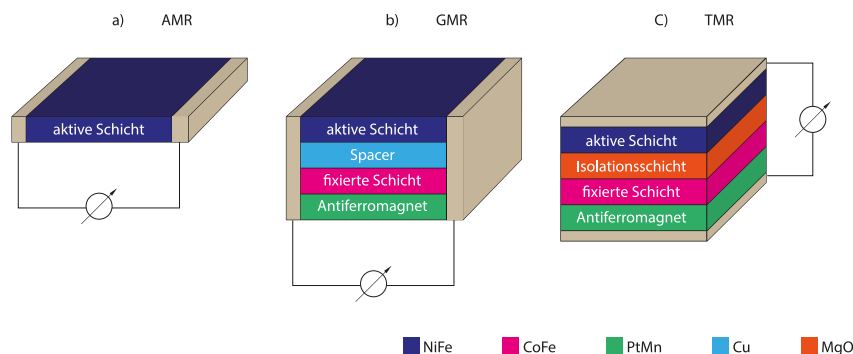 a) AMR
b) GMR
C) TMR
aktive Schicht
aktive Schicht
Spacer
fixierte Schicht
Antiferromagnet
aktive Schicht
Isolationsschicht
fixierte Schicht
Antiferromagnet
NiFe
CoFe
PtMn
Cu
MgO